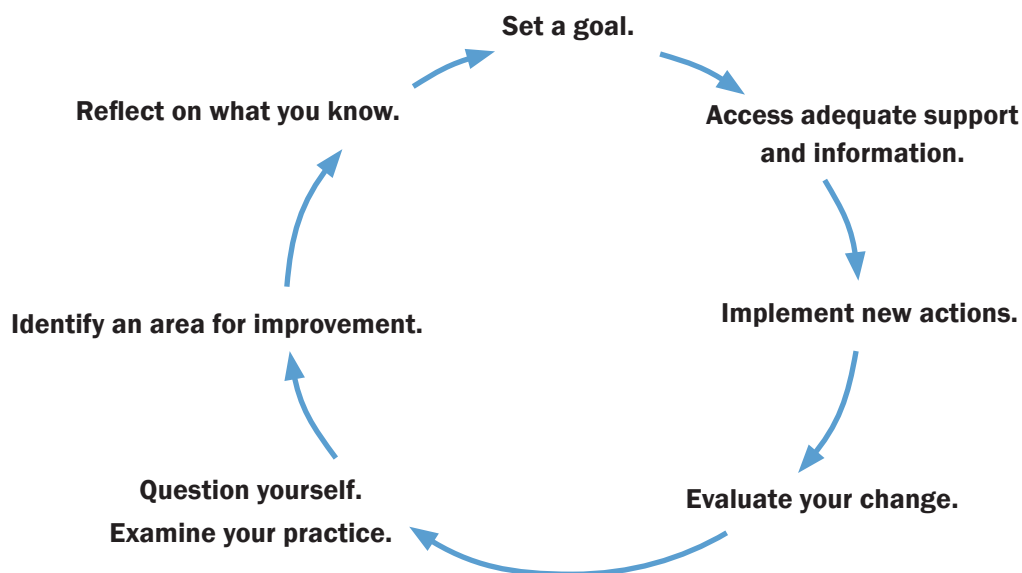 Set a goal.
Access adequate support
and information.
Implement new actions.
Evaluate your change.
Question yourself.
Examine your practice.
Identify an area for improvement.
Reflect on what you know.